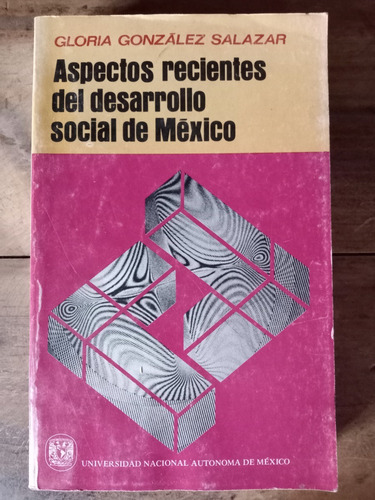 GLORIA GONZÁLEZ SALAZAR
Aspectos recientes
del desarrollo
social de México
UNIVERSIDAD NACIONAL AUTONOMA DE MÉXICO